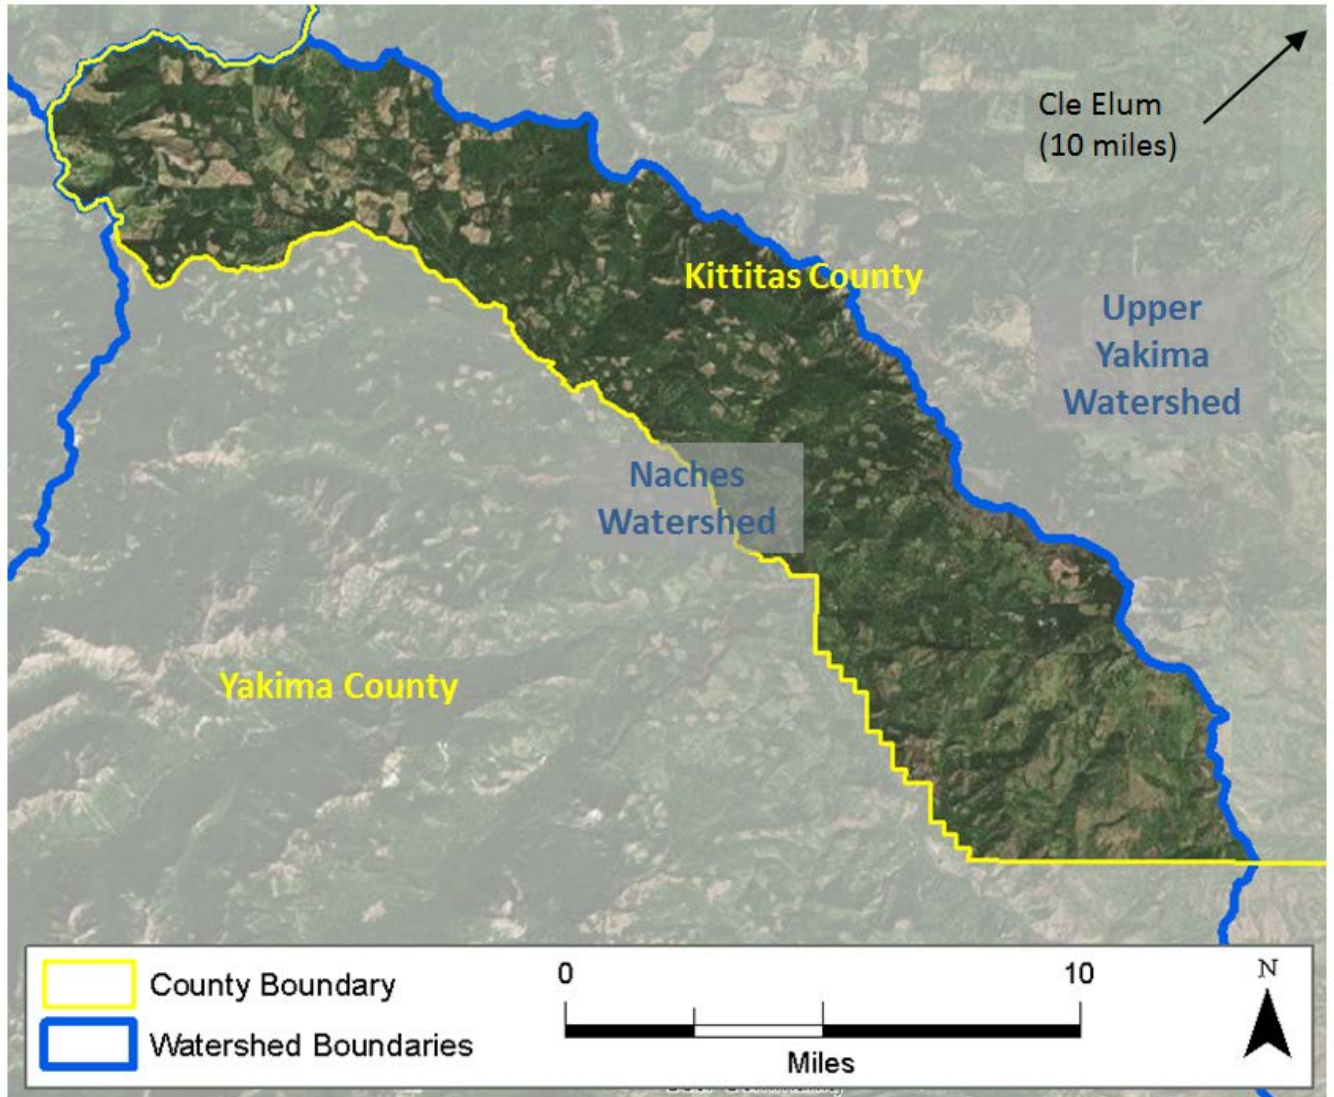 Cle Elum
(10 miles)
Kittitas County
Upper
Yakima
Watershed
Naches
Watershed
Yakima County
County Boundary
Watershed Boundaries
0
10
Miles
N